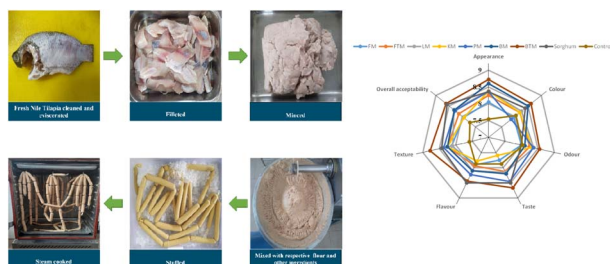 Fresh Nile Tilapia cleaned and
eviscerated
Filleted
Minced
Steam cooked
Stuffed
Mixed with respective flour and
other ingredients
FM FTM LM KM PM BM BTM Sorghum Control
Appearance
Overall acceptability
Colour
Texture
Odour
Flavour
Taste
9